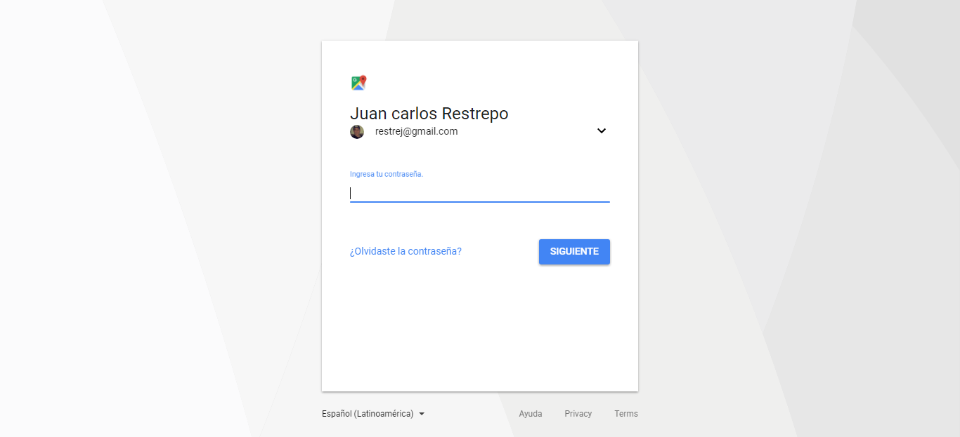 Juan carlos Restrepo
restrej@gmail.com
Ingresa tu contraseña.
¿Olvidaste la contraseña?
SIGUIENTE
Español (Latinoamérica)
Ayuda
Privacy
Terms